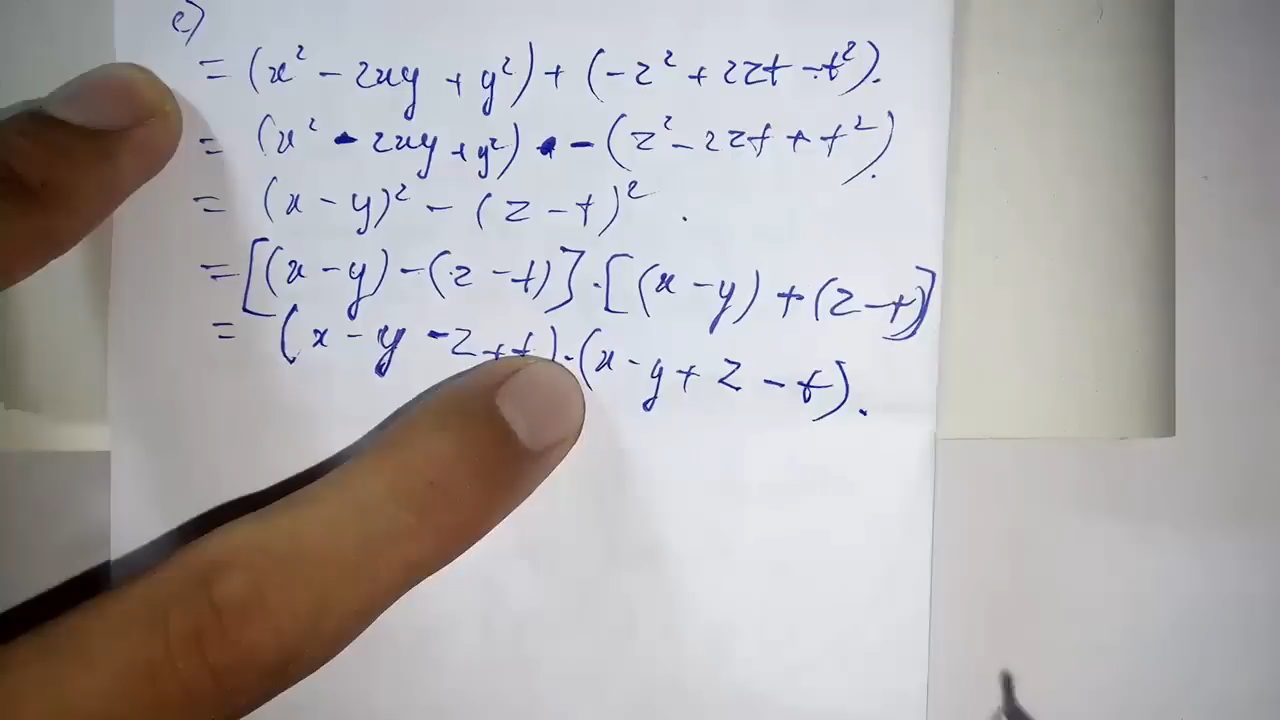 e)
= (x² - 2xy + y²) + (-z² + 2zt - t²).
= (x² - 2xy + y²) - (z² - 2zt + t²).
= (x - y)² - (z - t)².
= [(x - y) - (z - t)] . [(x - y) + (z - t)]
= (x - y - z + t) . (x - y + z - t).